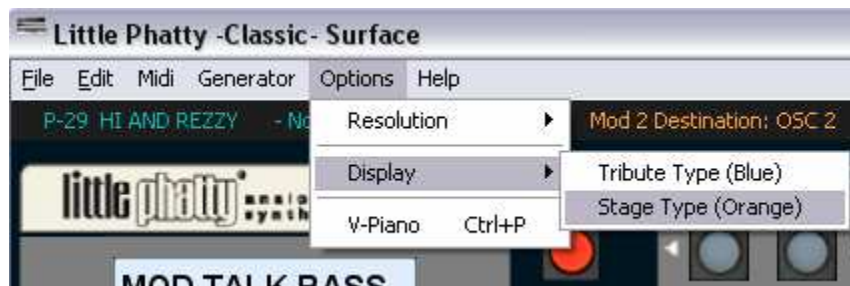 Little Phatty -Classic- Surface
File Edit Midi Generator Options Help
P-29 HI AND REZZY - No
Resolution
Mod 2 Destination: OSC 2
Display
Tribute Type (Blue)
little phatty
Stage Type (Orange)
V-Piano Ctrl+P
MOD TALK BASS